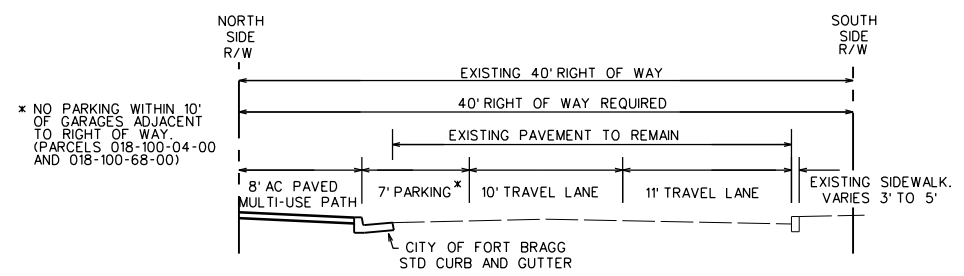 NORTH
SIDE
R/W
SOUTH
SIDE
R/W
EXISTING 40' RIGHT OF WAY
40' RIGHT OF WAY REQUIRED
* NO PARKING WITHIN 10'
OF GARAGES ADJACENT
TO RIGHT OF WAY.
(PARCELS 018-100-04-00
AND 018-100-68-00)
EXISTING PAVEMENT TO REMAIN
8' AC PAVED
MULTI-USE PATH
7' PARKING*
10' TRAVEL LANE
11' TRAVEL LANE
EXISTING SIDEWALK.
VARIES 3' TO 5'
CITY OF FORT BRAGG
STD CURB AND GUTTER